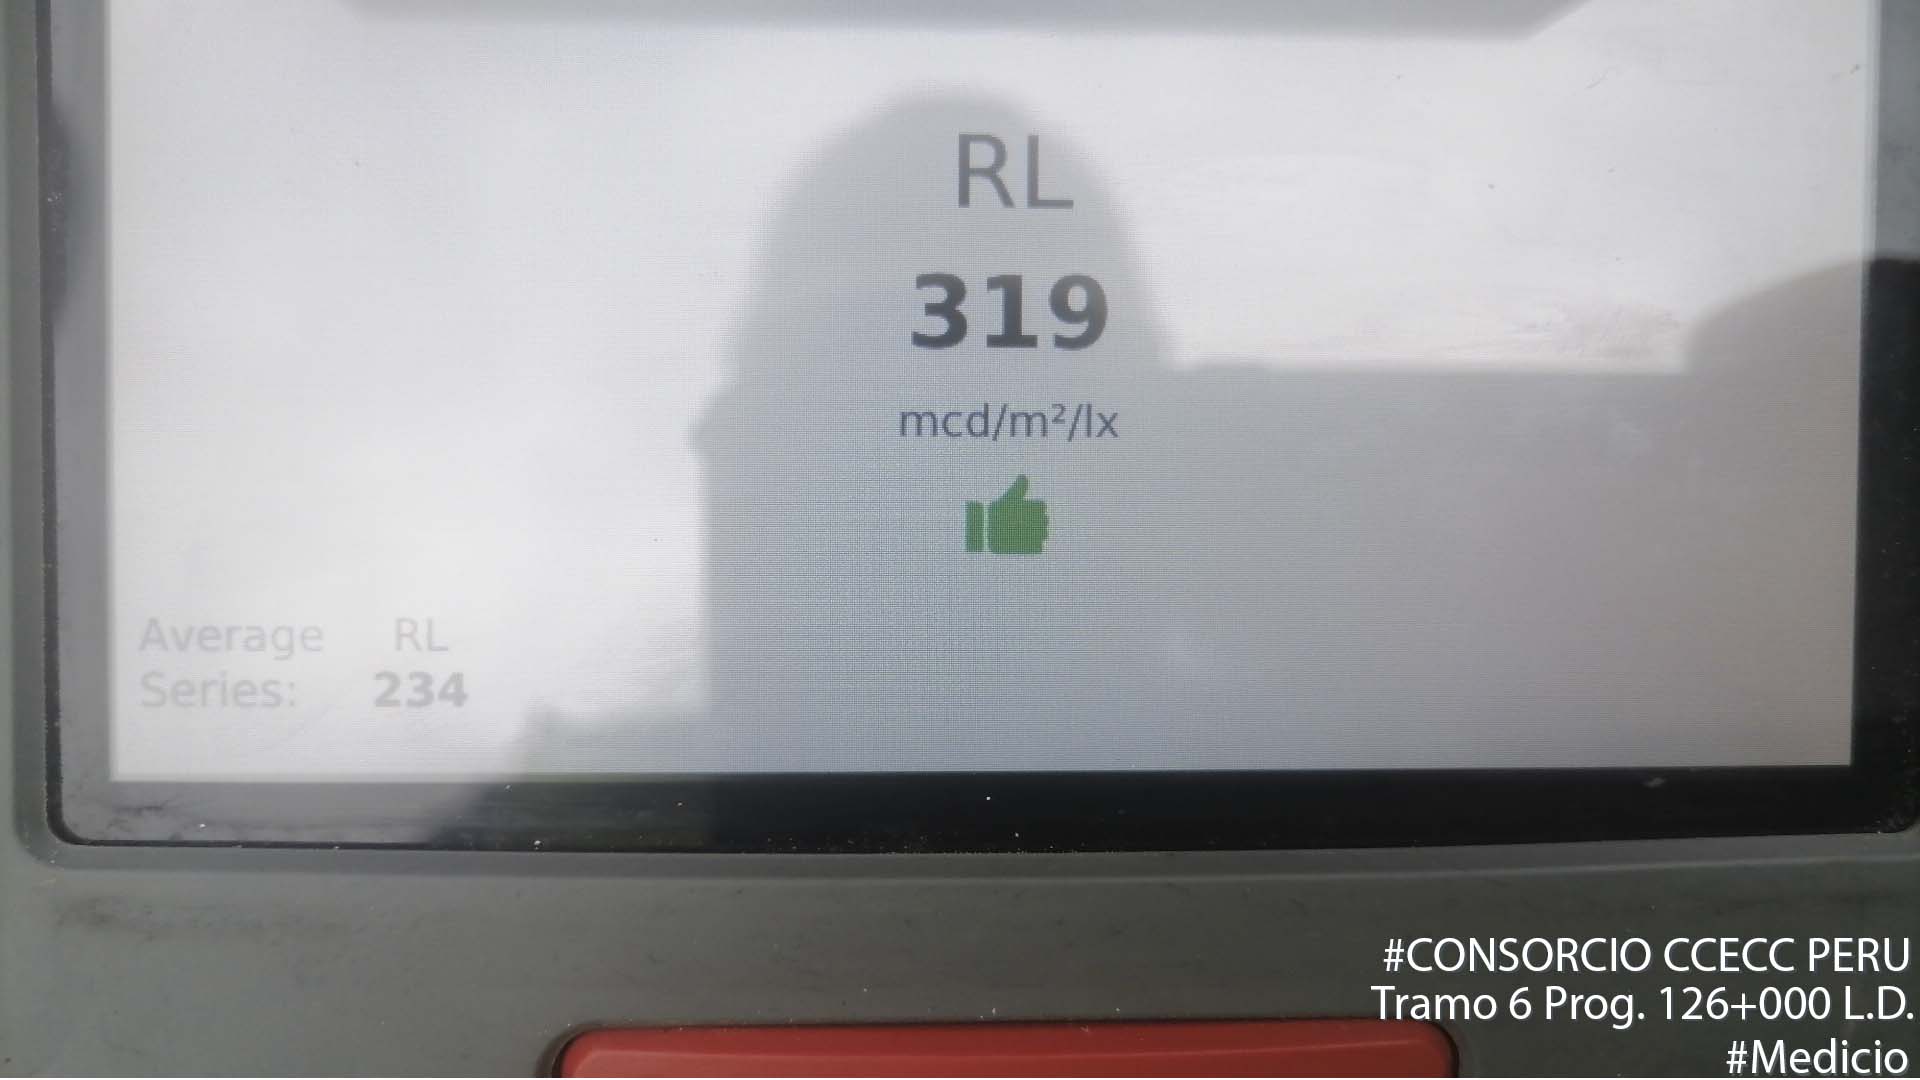 RL
319
mcd/m²/lx
Average RL
Series: 234
#CONSORCIO CCECC PERU
Tramo 6 Prog. 126+000 L.D.
#Medicio